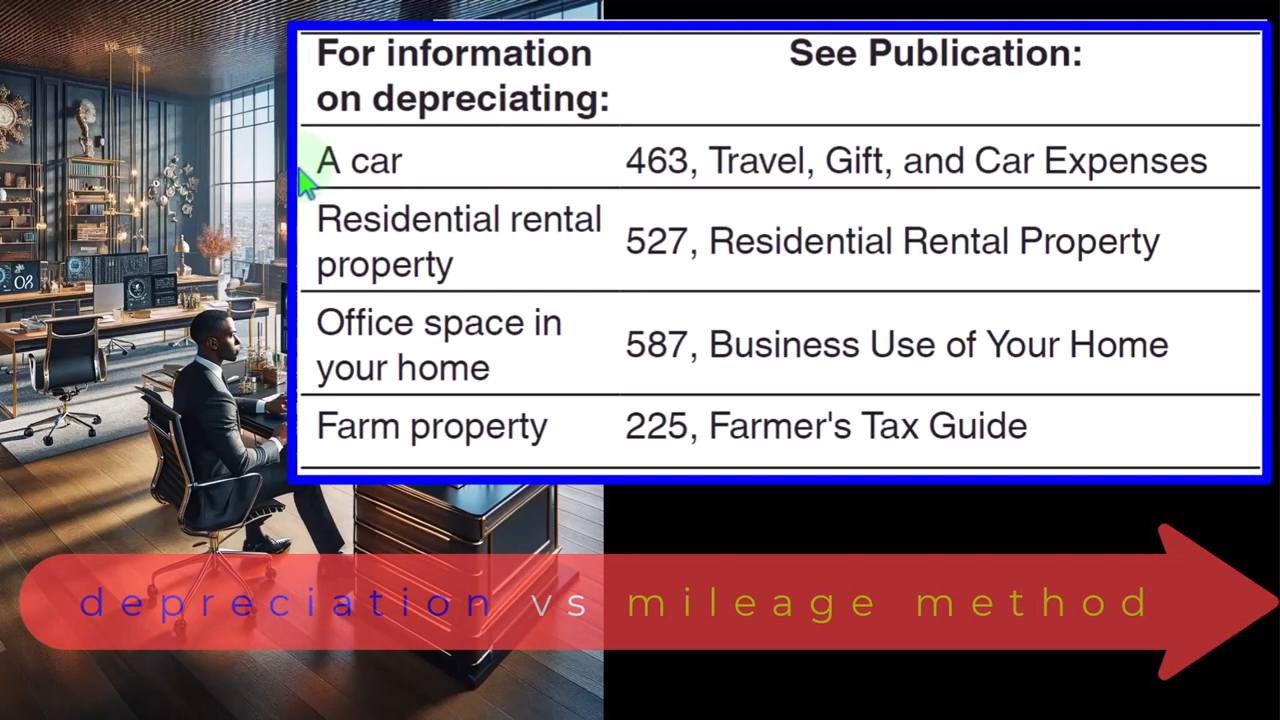 For information
on depreciating:
See Publication:
A car
463, Travel, Gift, and Car Expenses
Residential rental
property
527, Residential Rental Property
Office space in
your home
587, Business Use of Your Home
Farm property
225, Farmer's Tax Guide
depreciation vs mileage method